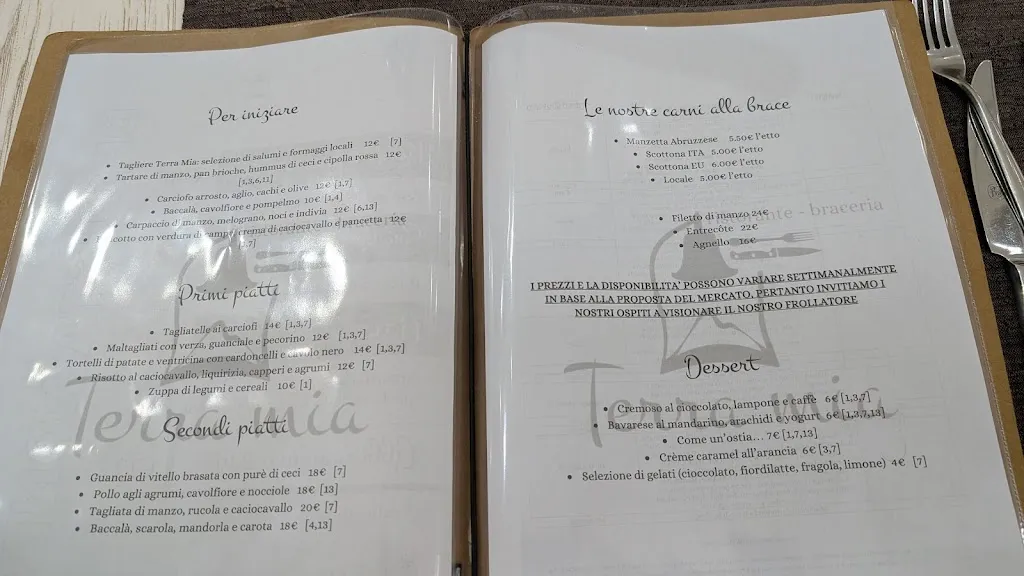 Per iniziare
Tagliere Terra Mia: selezione di salumi e formaggi locali 12€ [7]
Tartare di manzo, pan brioche, hummus di ceci e cipolla rossa 12€
[1,3,6,11]
Carciofo arrosto, aglio, cachi e olive 12€ [1,7]
Baccalà, cavolfiore e pompelmo 10€ [1,4]
Carpaccio di manzo, melograno, noci e indivia 12€ [6,13]
con verdura di campo, crema di caciocavallo e pancetta 12€
Primi piatti
Tagliatelle ai carciofi 14€ [1,3,7]
Maltagliati con verza, guanciale e pecorino 12€ [1,3,7]
Tortelli di patate e ventricina con cardoncelli e cavolo nero 14€ [1,3,7]
Risotto al caciocavallo, liquirizia, capperi e agrumi 12€ [7]
Zuppa di legumi e cereali 10€ [1]
Terra mia
Secondi piatti
Guancia di vitello brasata con purè di ceci 18€ [7]
Pollo agli agrumi, cavolfiore e nocciole 18€ [13]
Tagliata di manzo, rucola e caciocavallo 20€ [7]
Baccalà, scarola, mandorla e carota 18€ [4,13]
Le nostre carni alla brace
Manzetta Abruzzese 5.50€ l'etto
Scottona ITA 5.00€ l'etto
Scottona EU 6.00€ l'etto
Locale 5.00€ l'etto
Filetto di manzo 24€
Entrecôte 22€
Agnello 16€
- braceria
I PREZZI E LA DISPONIBILITA' POSSONO VARIARE SETTIMANALMENTE
IN BASE ALLA PROPOSTA DEL MERCATO, PERTANTO INVITIAMO I
NOSTRI OSPITI A VISIONARE IL NOSTRO FROLLATORE
Dessert
Cremoso al cioccolato, lampone e caffè 6€ [1,3,7]
Bavarese al mandarino, arachidi e yogurt 6€ [1,3,7,13]
Come un'ostia... 7€ [1,7,13]
Crème caramel all'arancia 6€ [3,7]
Selezione di gelati (cioccolato, fiordilatte, fragola, limone) 4€ [7]
Terra mia